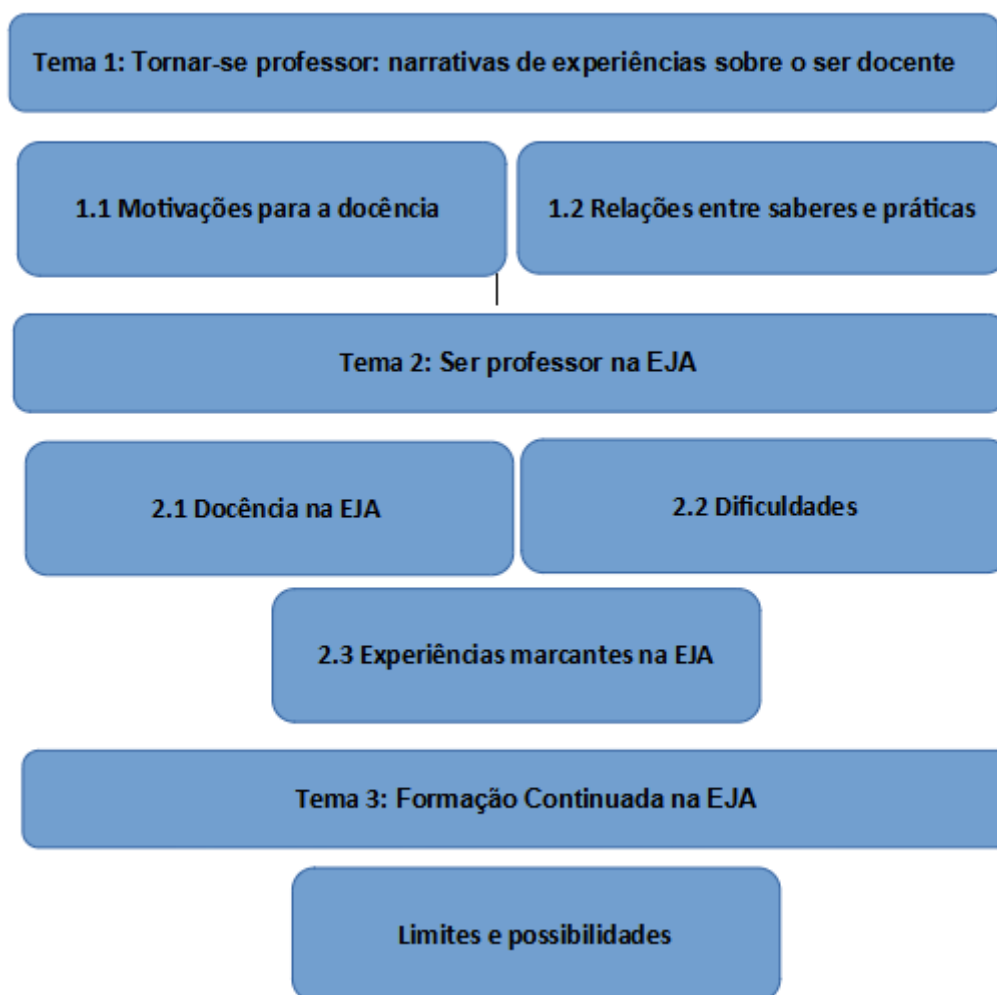 Tema 1: Tornar-se professor: narrativas de experiências sobre o ser docente
1.1 Motivações para a docência
1.2 Relações entre saberes e práticas
Tema 2: Ser professor na EJA
2.1 Docência na EJA
2.2 Dificuldades
2.3 Experiências marcantes na EJA
Tema 3: Formação Continuada na EJA
Limites e possibilidades